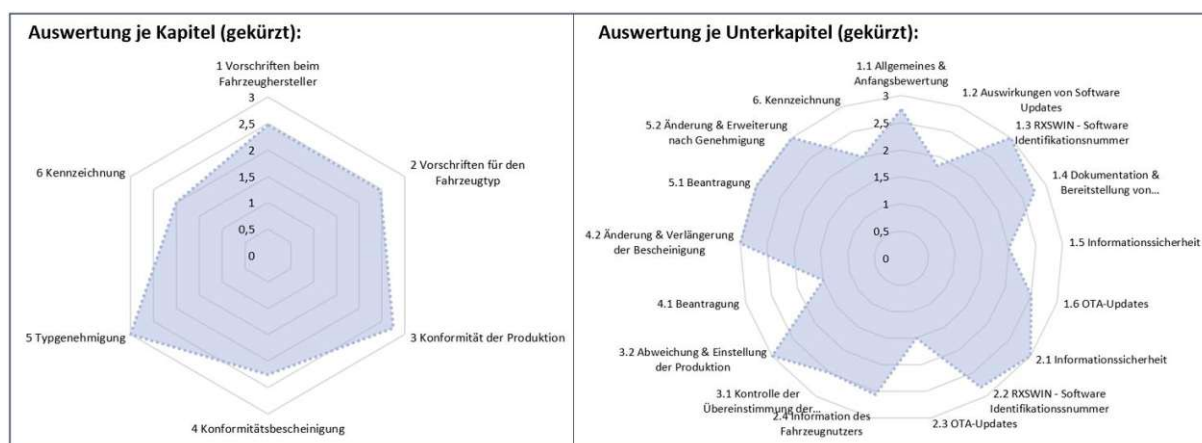 Auswertung je Kapitel (gekürzt):
1 Vorschriften beim
Fahrzeughersteller
3
2,5
2
1,5
1
0,5
0
2 Vorschriften für den
Fahrzeugtyp
3 Konformität der Produktion
4 Konformitätsbescheinigung
5 Typgenehmigung
6 Kennzeichnung
Auswertung je Unterkapitel (gekürzt):
1.1 Allgemeines &
Anfangsbewertung
3
2,5
2
1,5
1
0,5
0
1.2 Auswirkungen von Software
Updates
1.3 RXSWIN - Software
Identifikationsnummer
1.4 Dokumentation &
Bereitstellung von...
1.5 Informationssicherheit
1.6 OTA-Updates
2.1 Informationssicherheit
2.2 RXSWIN - Software
Identifikationssnummer
2.3 OTA-Updates
2.4 Information des
Fahrzeugnutzers
3.1 Kontrolle der
Übereinstimmung der...
3.2 Abweichung & Einstellung
der Produktion
4.1 Beantragung
4.2 Änderung & Verlängerung
der Bescheinigung
5.1 Beantragung
5.2 Änderung & Erweiterung
nach Genehmigung
6. Kennzeichnung